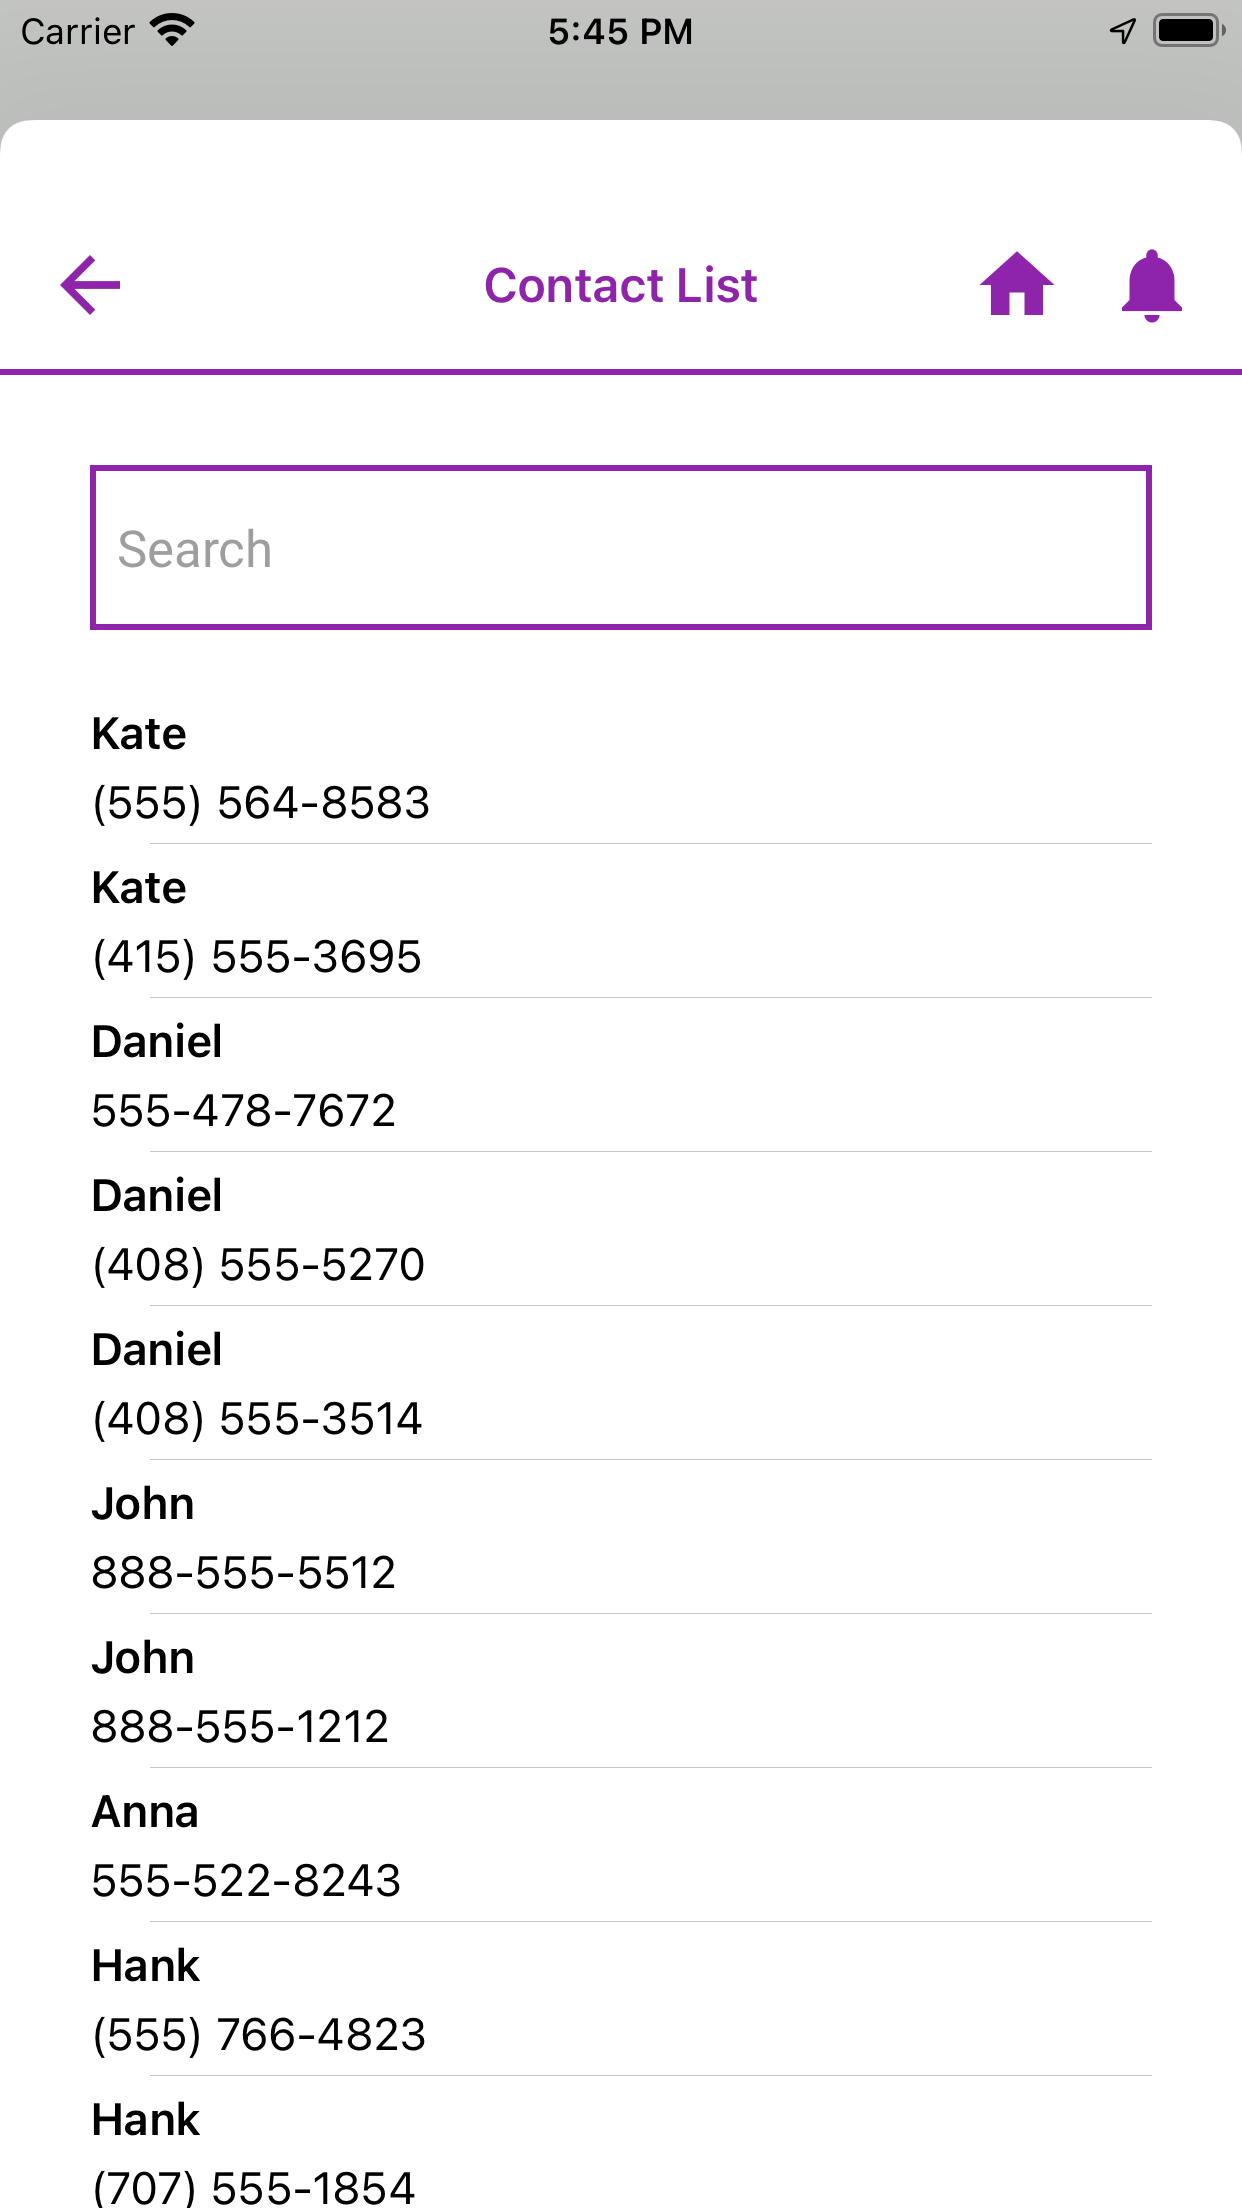 Carrier 5:45 PM
Contact List
Search
Kate
(555) 564-8583
Kate
(415) 555-3695
Daniel
555-478-7672
Daniel
(408) 555-5270
Daniel
(408) 555-3514
John
888-555-5512
John
888-555-1212
Anna
555-522-8243
Hank
(555) 766-4823
Hank
(707) 555-1854